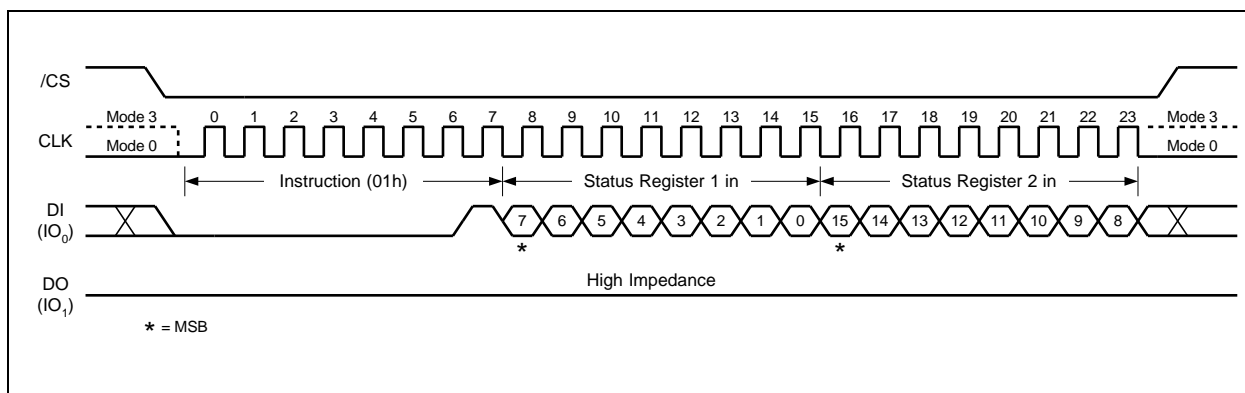 /CS
Mode 3
0 1 2 3 4 5 6 7 8 9 10 11 12 13 14 15 16 17 18 19 20 21 22 23
Mode 3
CLK
Mode 0
Mode 0
Instruction (01h)
Status Register 1 in
Status Register 2 in
DI
(IO₀)
7 6 5 4 3 2 1 0 15 14 13 12 11 10 9 8
* *
DO
(IO₁)
High Impedance
* = MSB